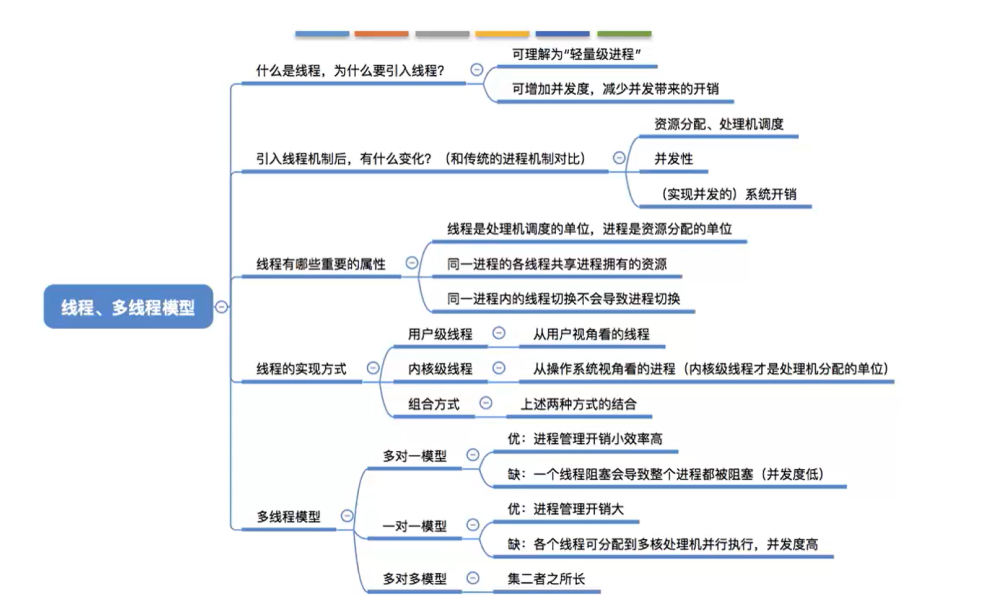 什么是线程，为什么要引入线程？
可理解为“轻量级进程”
可增加并发度，减少并发带来的开销
引入线程机制后，有什么变化？（和传统的进程机制对比）
资源分配、处理机调度
并发性
（实现并发的）系统开销
线程有哪些重要的属性
线程是处理机调度的单位，进程是资源分配的单位
同一进程的各线程共享进程拥有的资源
同一进程内的线程切换不会导致进程切换
线程、多线程模型
线程的实现方式
用户级线程
从用户视角看的线程
内核级线程
从操作系统视角看的进程（内核级线程才是处理机分配的单位）
组合方式
上述两种方式的结合
多线程模型
多对一模型
优：进程管理开销小效率高
缺：一个线程阻塞会导致整个进程都被阻塞（并发度低）
一对一模型
优：进程管理开销大
缺：各个线程可分配到多核处理机并行执行，并发度高
多对多模型
集二者之所长